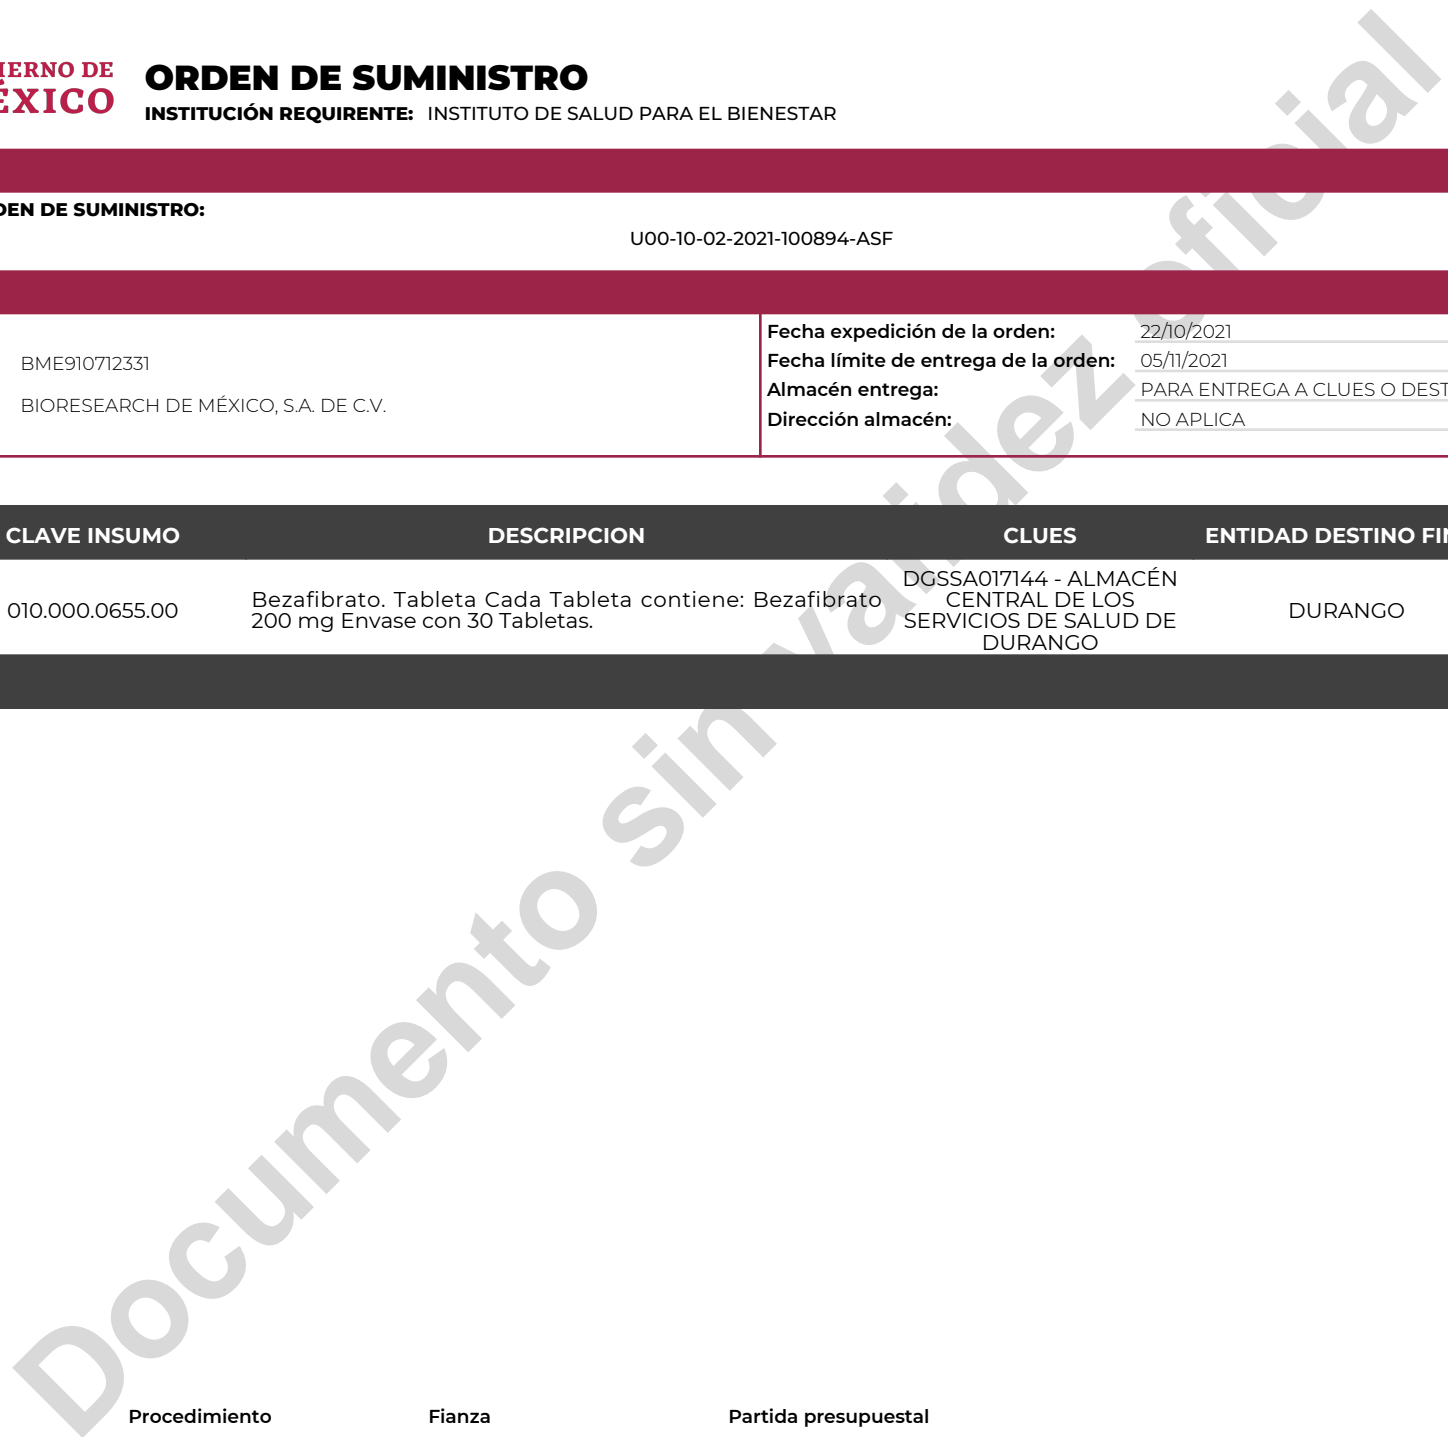 IERNO DE
ÉXICO
ORDEN DE SUMINISTRO
INSTITUCIÓN REQUIRENTE: INSTITUTO DE SALUD PARA EL BIENESTAR
DEN DE SUMINISTRO:
U00-10-02-2021-100894-ASF
BME910712331
BIORESEARCH DE MÉXICO, S.A. DE C.V.
Fecha expedición de la orden: 22/10/2021
Fecha límite de entrega de la orden: 05/11/2021
Almacén entrega: PARA ENTREGA A CLUES O DEST
Dirección almacén: NO APLICA
CLAVE INSUMO DESCRIPCION CLUES ENTIDAD DESTINO FIN
010.000.0655.00
Bezafibrato. Tableta Cada Tableta contiene: Bezafibrato
200 mg Envase con 30 Tabletas.
DGSSA017144 - ALMACÉN
CENTRAL DE LOS
SERVICIOS DE SALUD DE
DURANGO
DURANGO
Documento sin validez oficial
Procedimiento Fianza Partida presupuestal